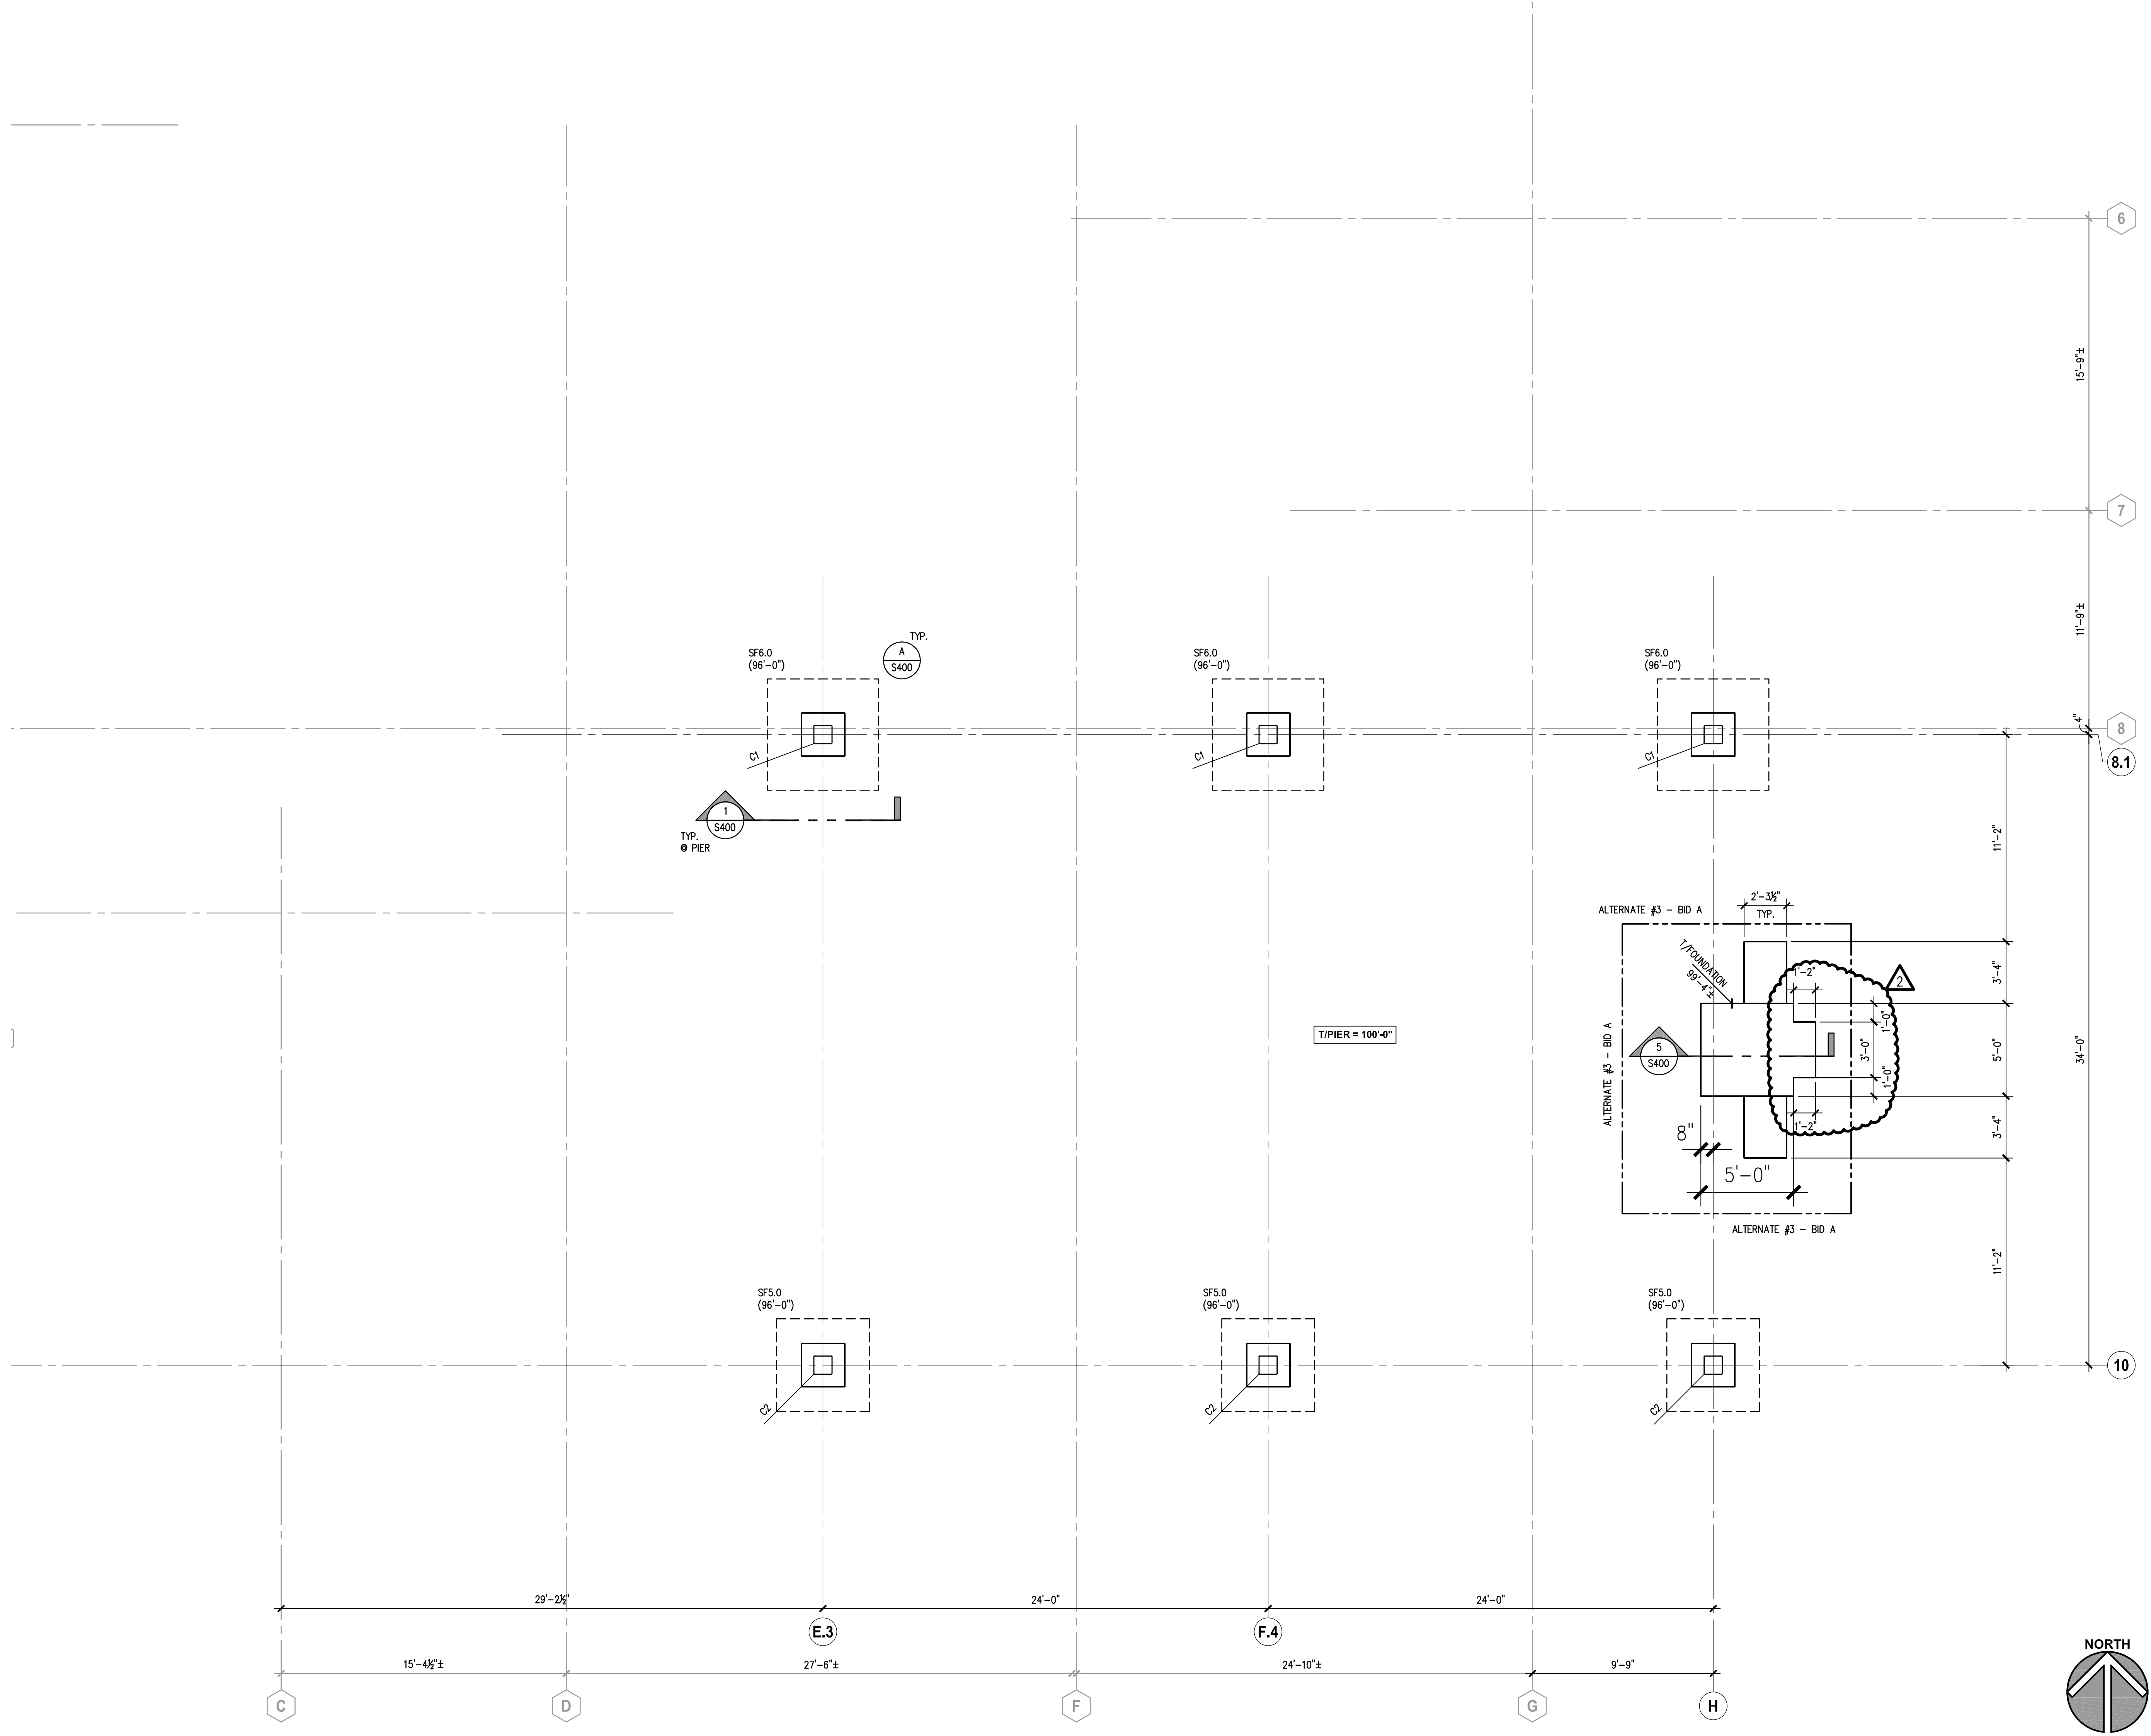 6
15'-9"±
7
11'-9"±
TYP.
A
S400
SF6.0
(96'-0")
SF6.0
(96'-0")
SF6.0
(96'-0")
4"
8
8.1
C1
C1
C1
1
S400
TYP.
@ PIER
11'-2"
2'-3½"
TYP.
ALTERNATE #3 - BID A
T/FOUNDATION
99'-4"±
1'-2"
2
3'-4"
T/PIER = 100'-0"
ALTERNATE #3 - BID A
5
S400
1'-0"
3'-0"
1'-0"
5'-0"
34'-0"
1'-2"
8"
3'-4"
5'-0"
ALTERNATE #3 - BID A
11'-2"
SF5.0
(96'-0")
SF5.0
(96'-0")
SF5.0
(96'-0")
10
C2
C2
C2
29'-2½"
24'-0"
24'-0"
E.3
F.4
NORTH
15'-4½"±
27'-6"±
24'-10"±
9'-9"
C
D
F
G
H